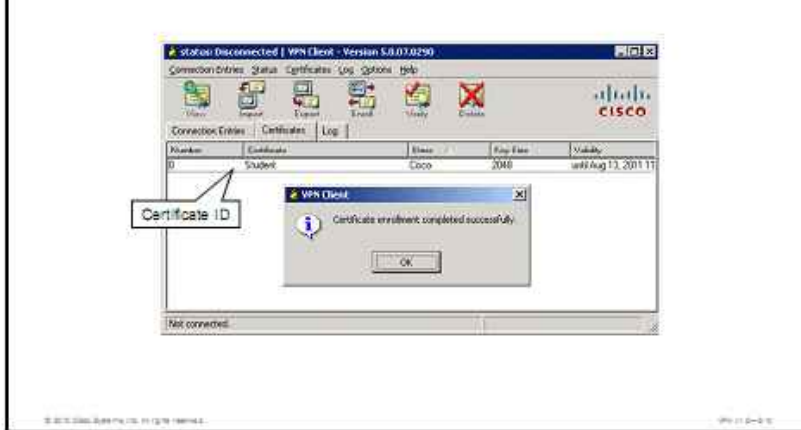 status: Disconnected | VPN Client - Version 5.0.07.0290
Connection Entries Status Certificates Log Options Help
View Import Export Enroll Verify Delete
CISCO
Connection Entries Certificates Log
Number Certificate Store Key Size Validity
0 Student Cisco 2048 until Aug 13, 2011 11
Certificate ID
VPN Client
Certificate enrollment completed successfully.
OK
Not connected.